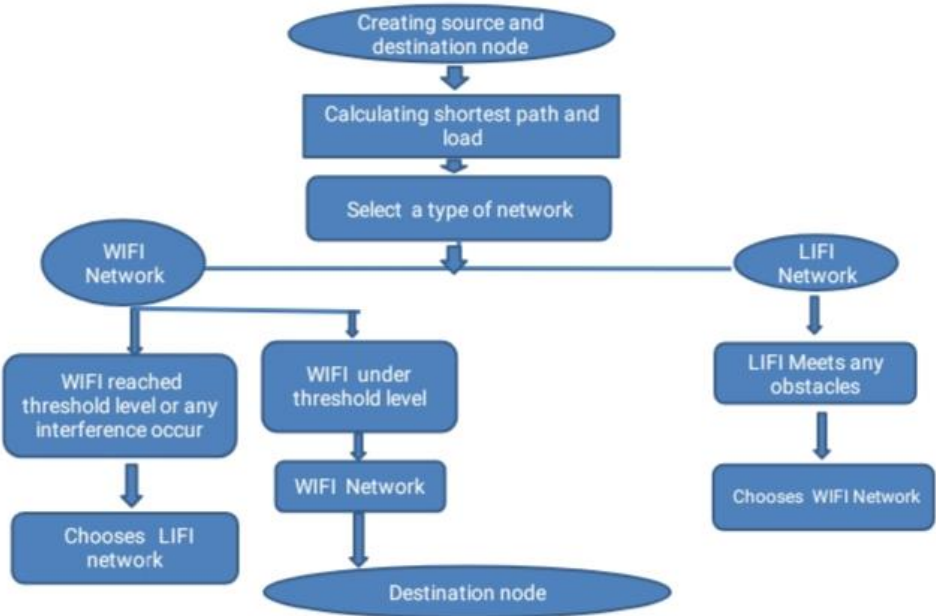 Creating source and
destination node
Calculating shortest path and
load
Select a type of network
WIFI
Network
LIFI
Network
WIFI reached
threshold level or any
interference occur
WIFI under
threshold level
LIFI Meets any
obstacles
WIFI Network
Chooses WIFI Network
Chooses LIFI
network
Destination node